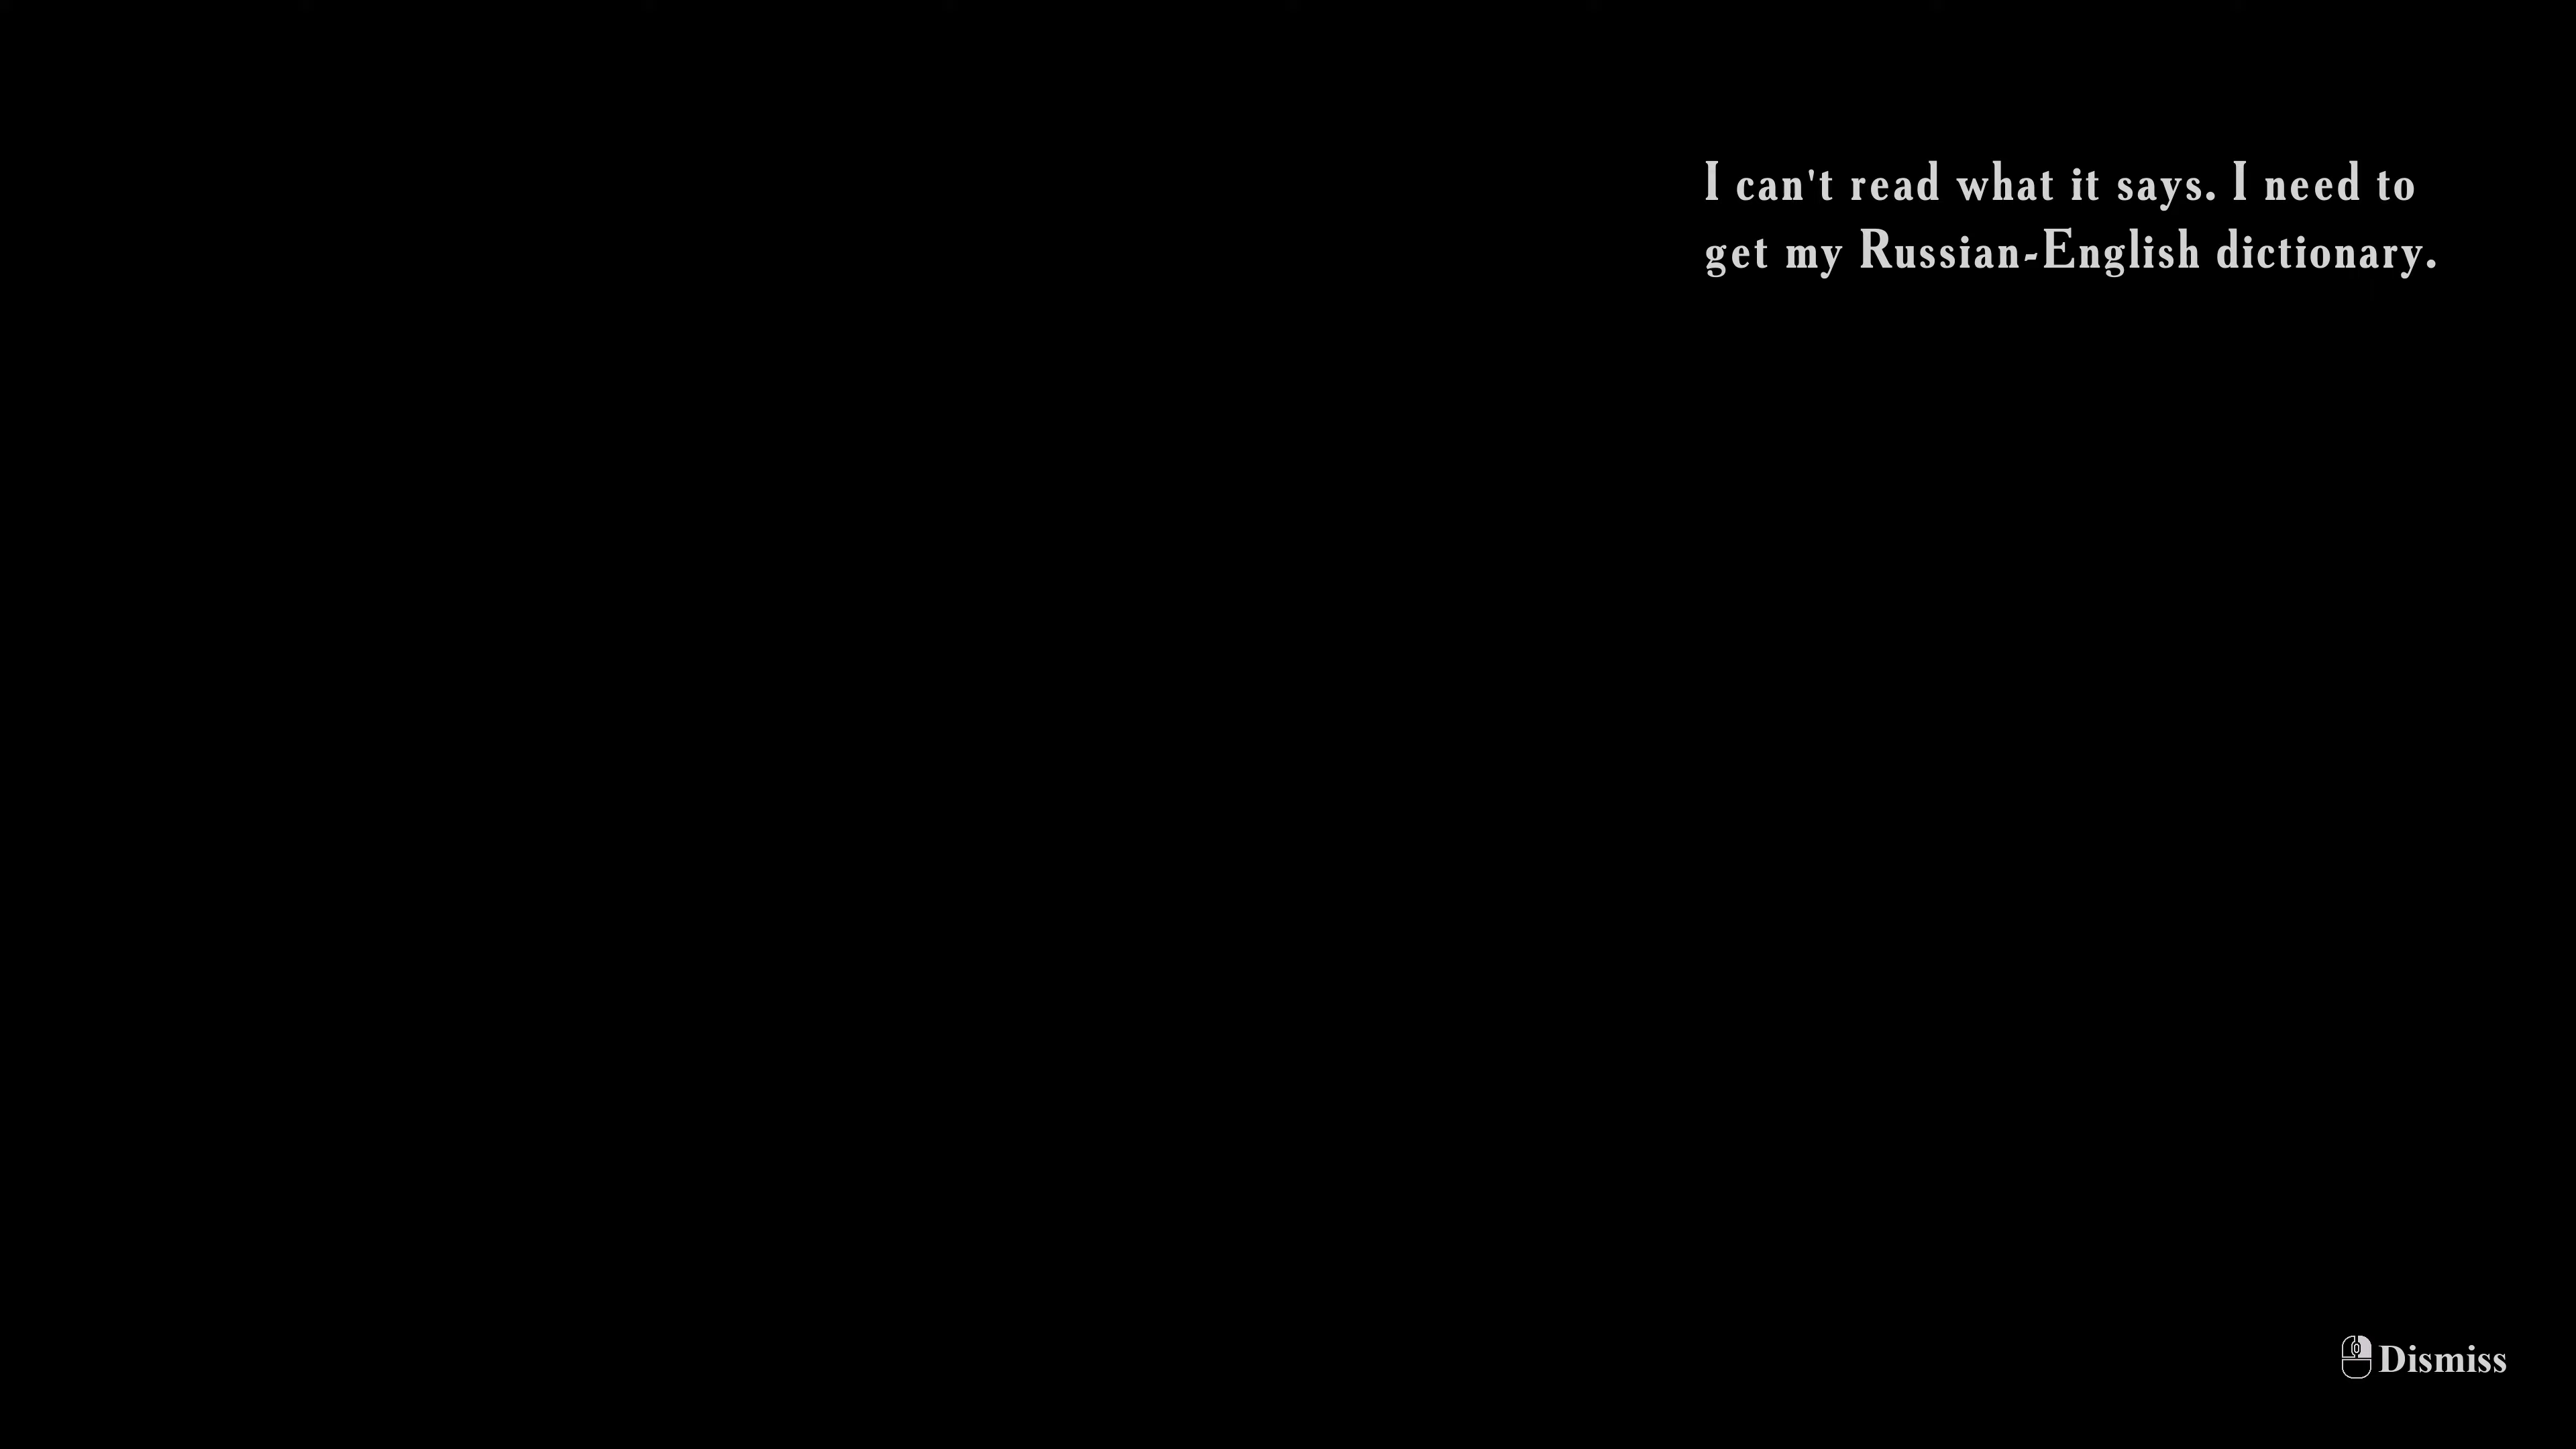 I can't read what it says. I need to
get my Russian-English dictionary.
Dismiss